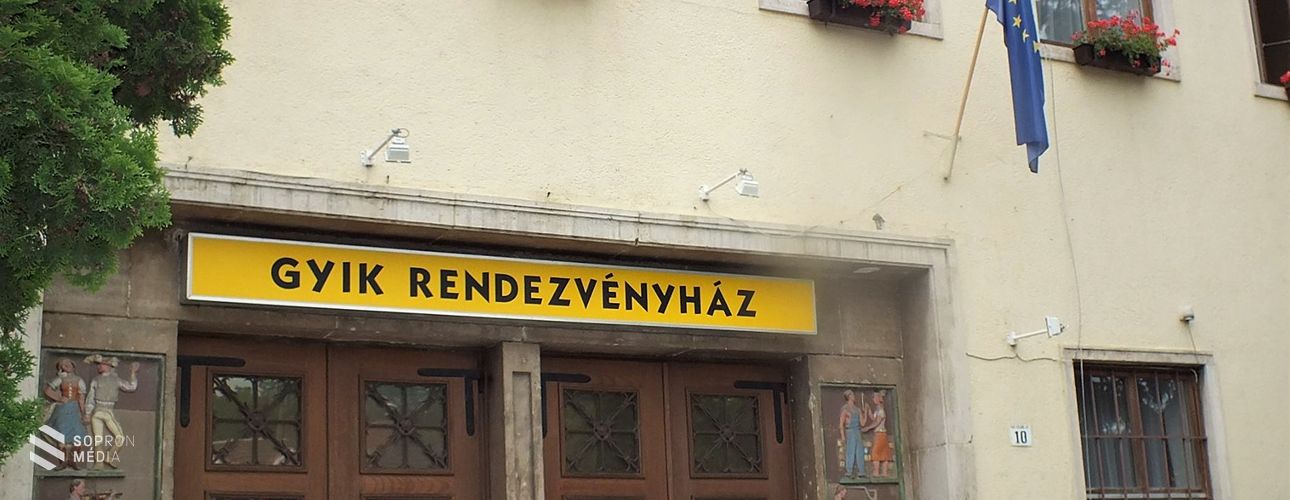 GYIK RENDEZVÉNYHÁZ
10
SOPRON
MÉDIA